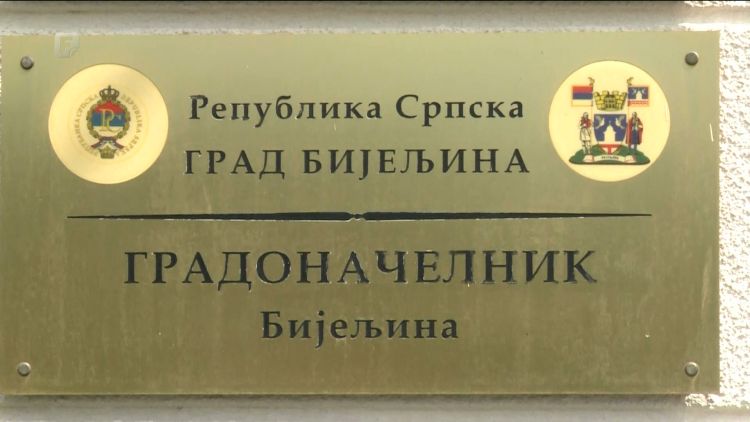 Република Српска
ГРАД БИЈЕЉИНА
ГРАДОНАЧЕЛНИК
Бијељина